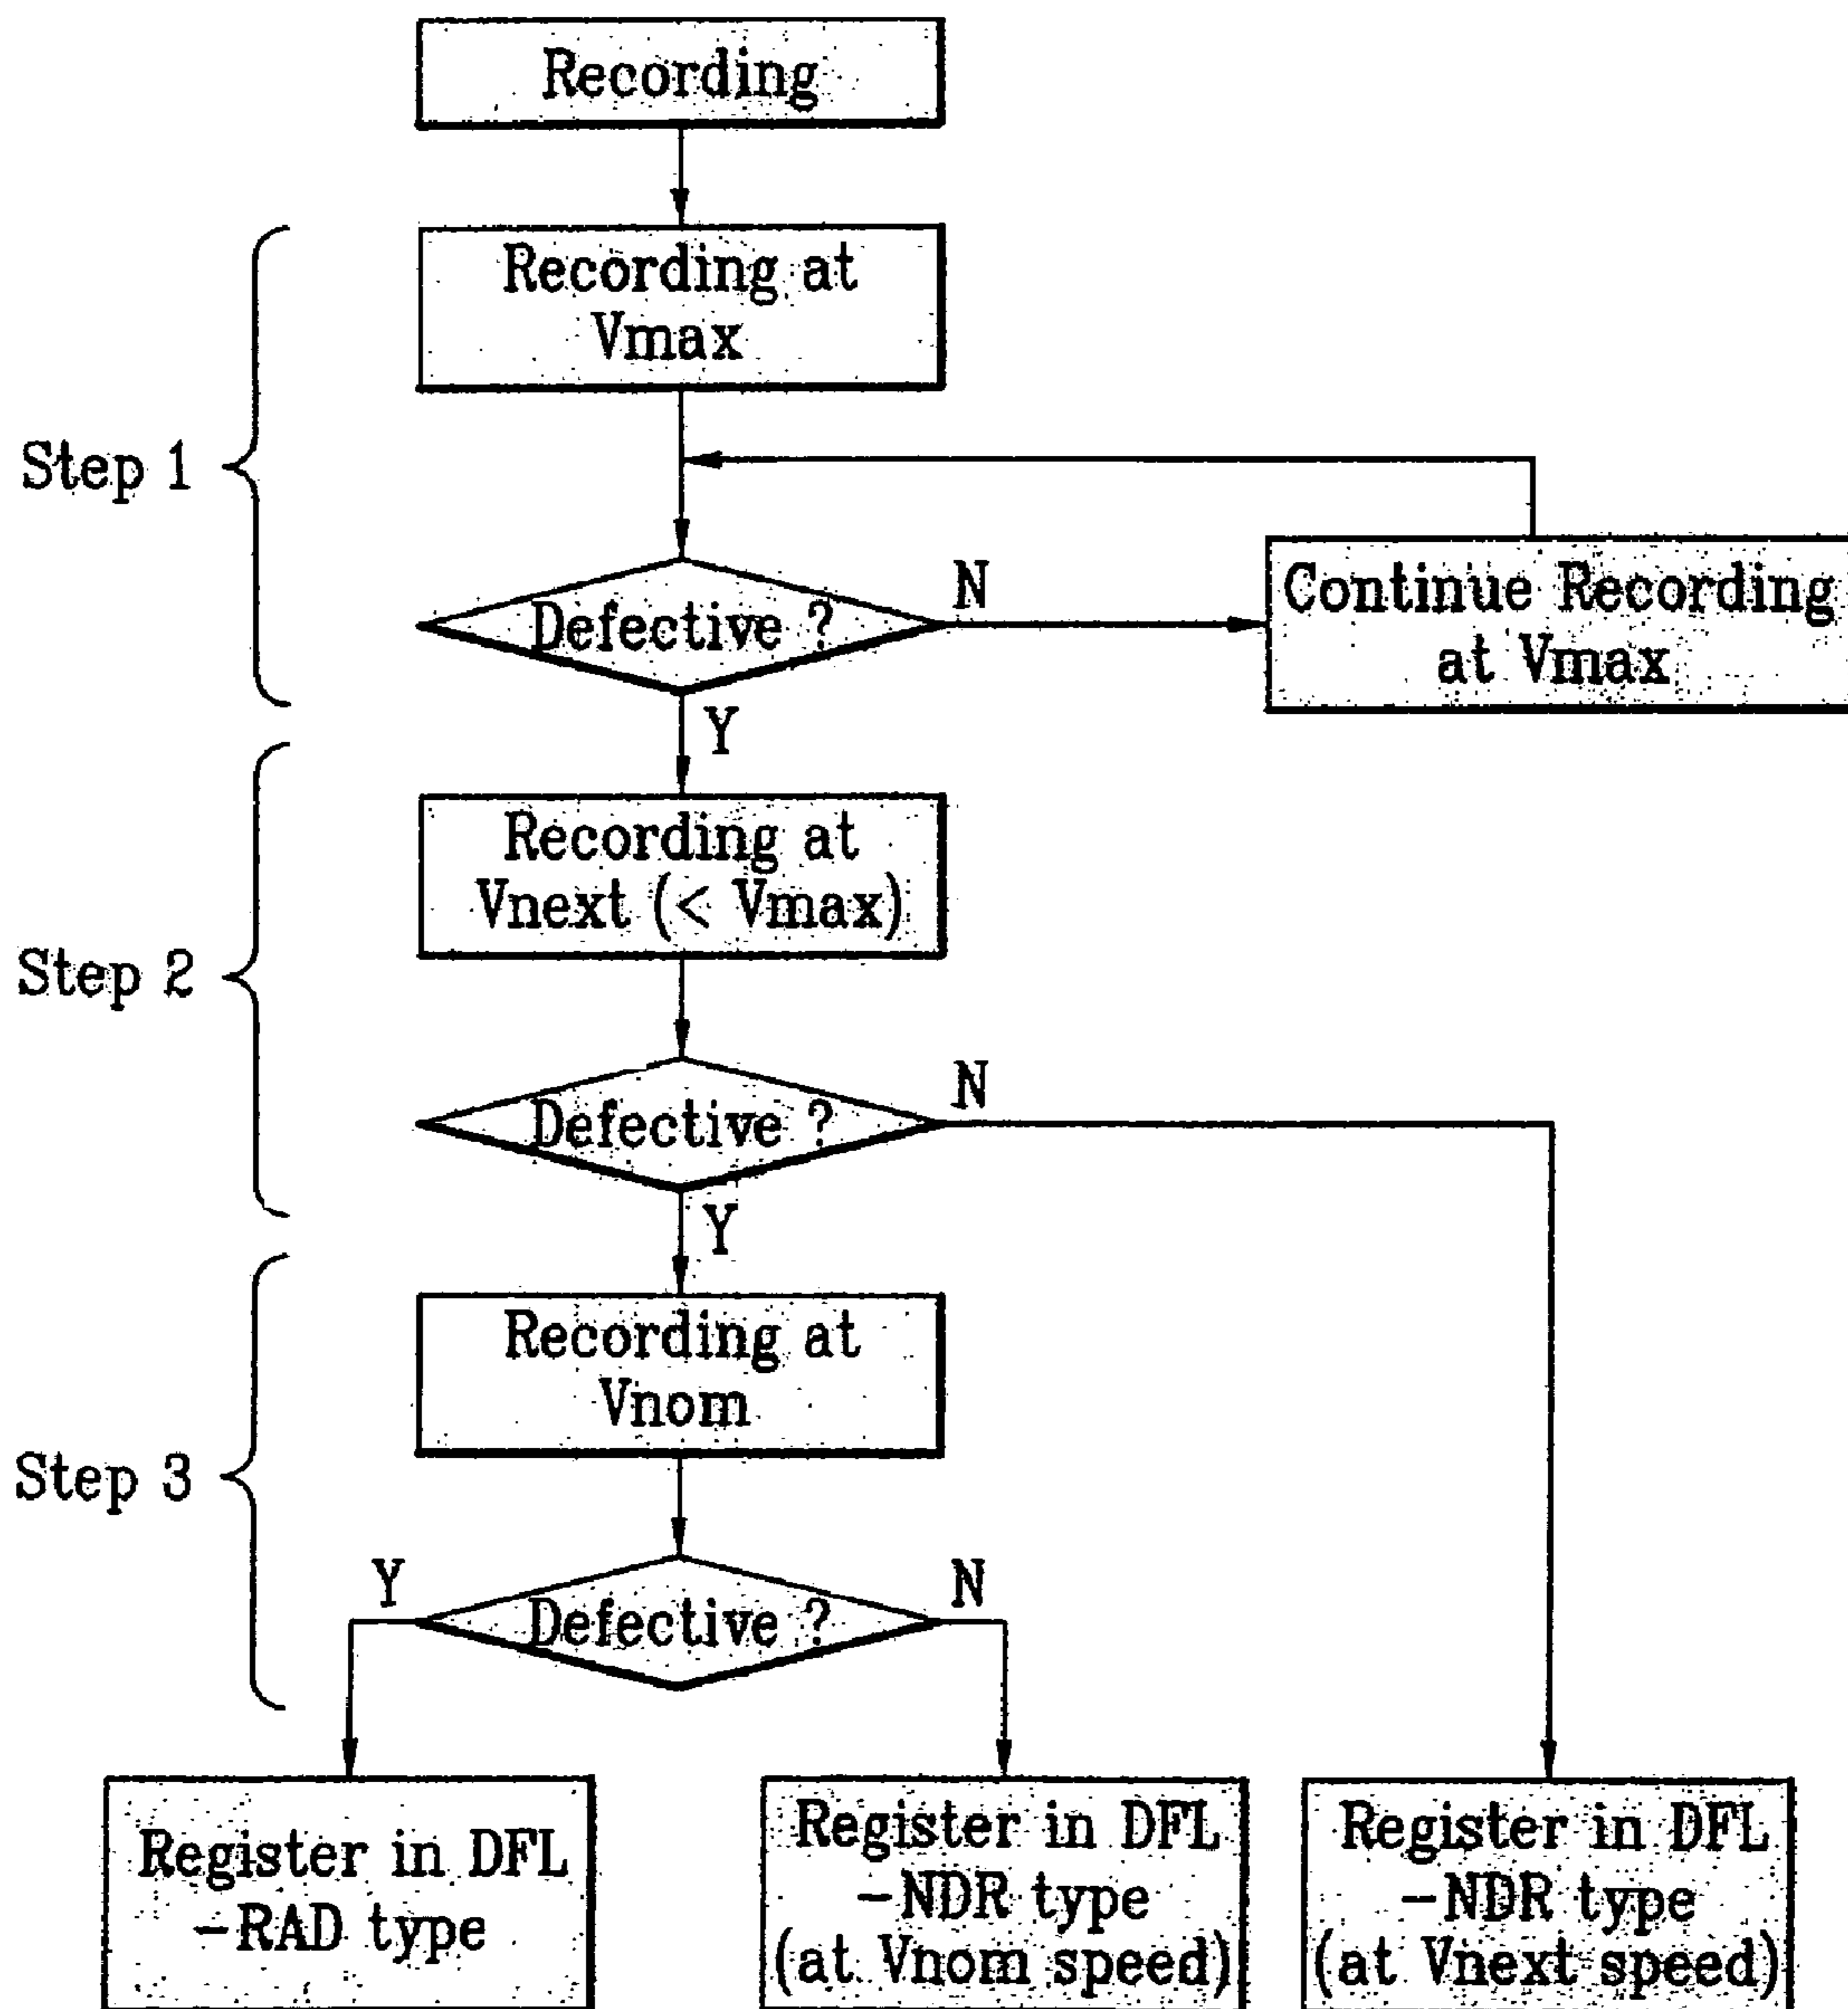 Recording
Recording at
Vmax
Step 1
Defective ?
N
Continue Recording
at Vmax
Y
Recording at
Vnext (< Vmax)
Step 2
Defective ?
N
Y
Recording at
Vnom
Step 3
Y
Defective ?
N
Register in DFL
-RAD type
Register in DFL
-NDR type
(at Vnom speed)
Register in DFL
-NDR type
(at Vnext speed)